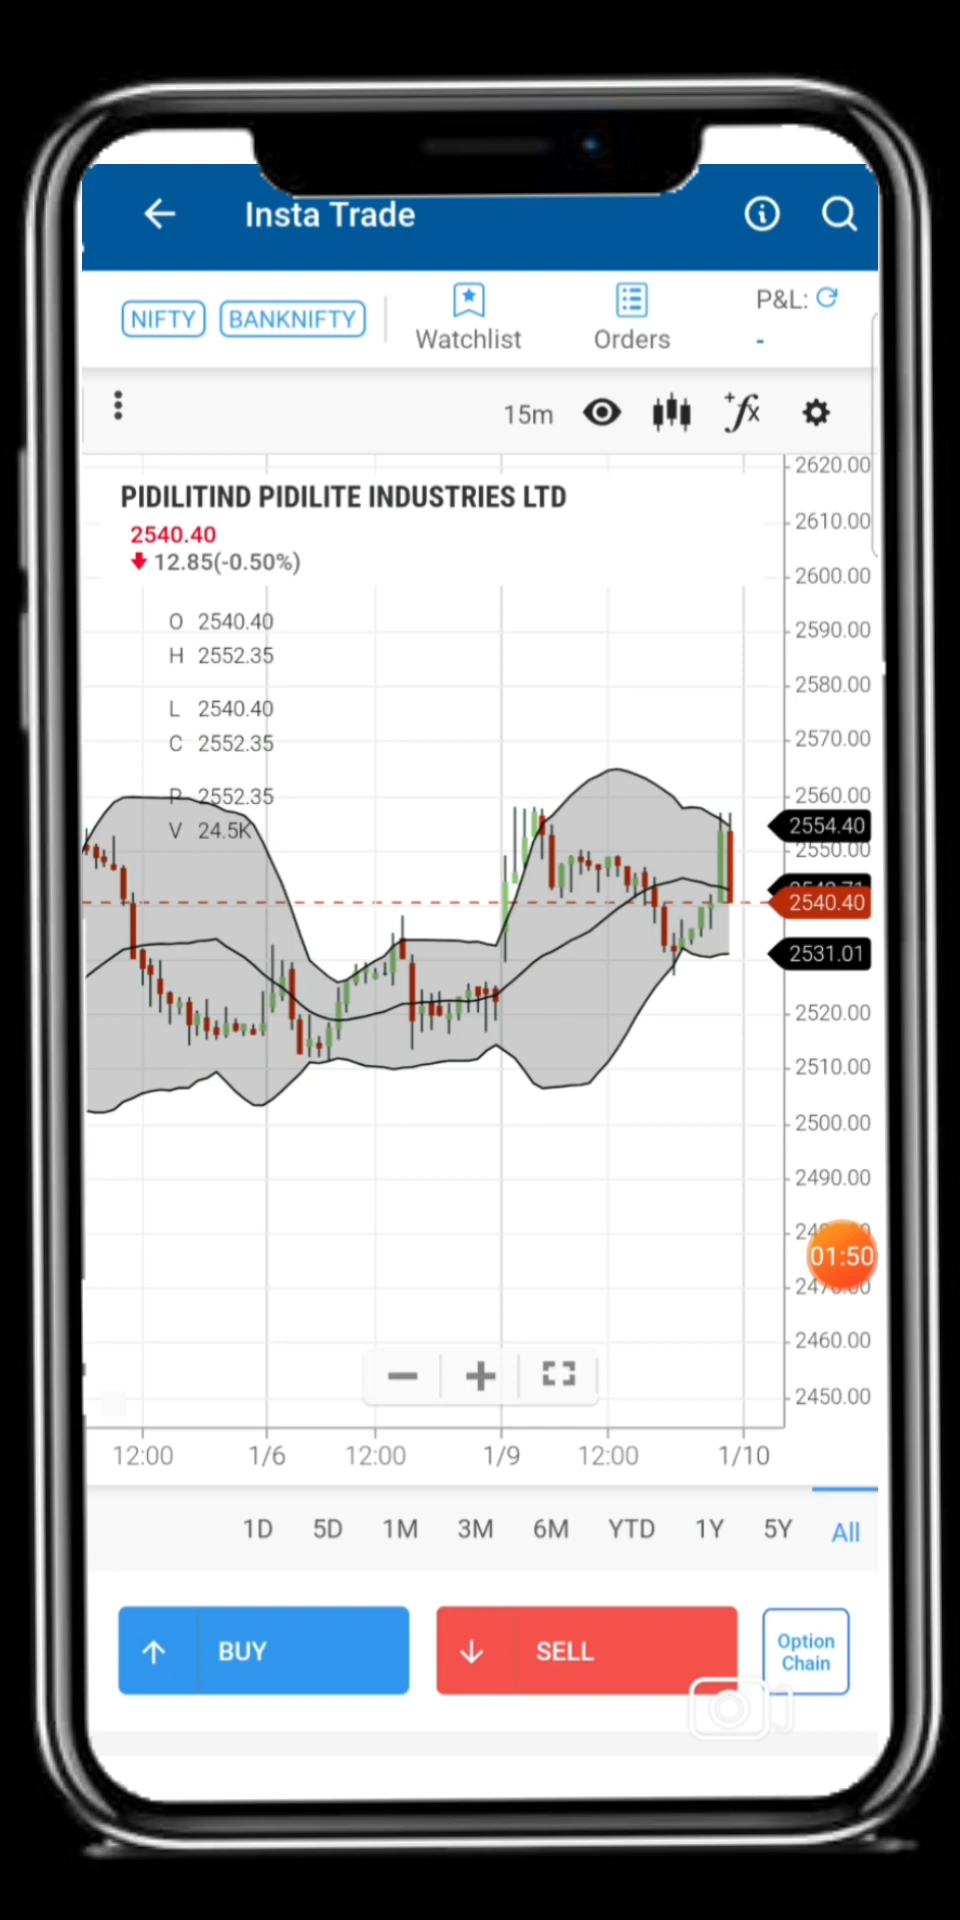 Insta Trade
NIFTY BANKNIFTY Watchlist Orders P&L: -
15m
PIDILITIND PIDILITE INDUSTRIES LTD
2540.40
12.85(-0.50%)
O 2540.40
H 2552.35
L 2540.40
C 2552.35
P 2552.35
V 24.5K
2620.00
2610.00
2600.00
2590.00
2580.00
2570.00
2560.00
2554.40
2550.00
2540.40
2531.01
2520.00
2510.00
2500.00
2490.00
01:50
2460.00
2450.00
12:00 1/6 12:00 1/9 12:00 1/10
1D 5D 1M 3M 6M YTD 1Y 5Y All
BUY SELL Option
Chain